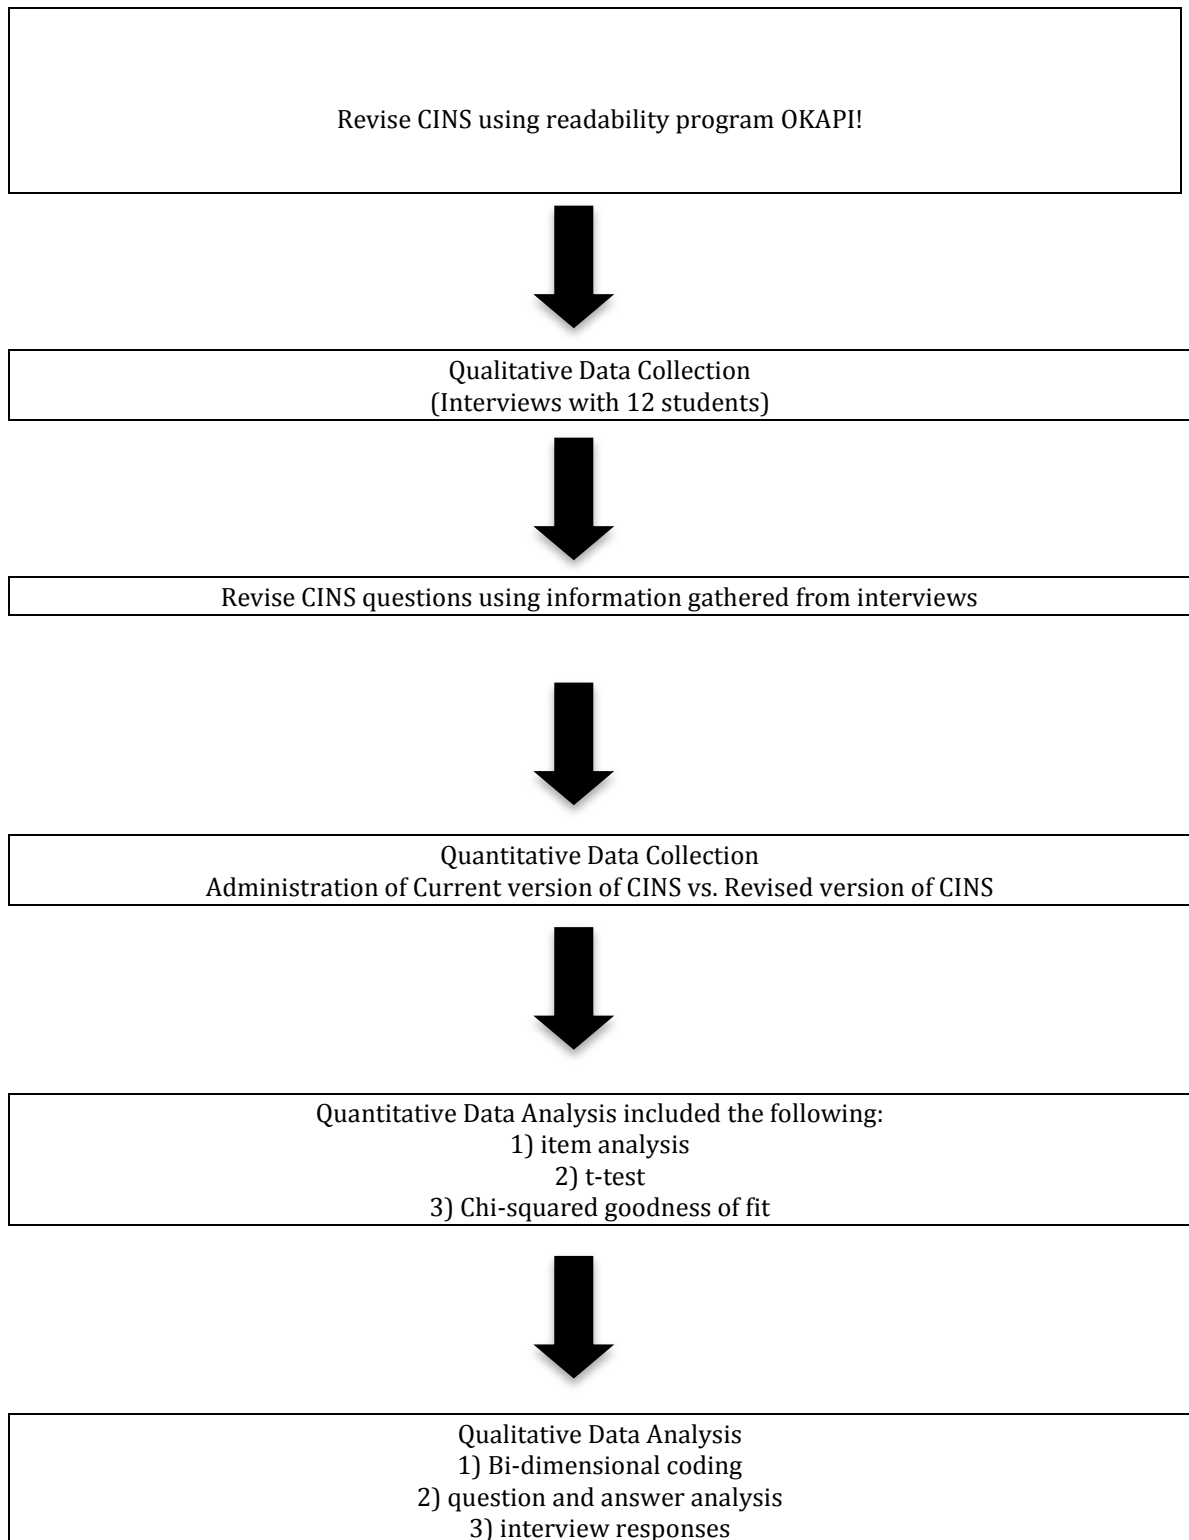 Revise CINS using readability program OKAPI!
Qualitative Data Collection
(Interviews with 12 students)
Revise CINS questions using information gathered from interviews
Quantitative Data Collection
Administration of Current version of CINS vs. Revised version of CINS
Quantitative Data Analysis included the following:
1) item analysis
2) t-test
3) Chi-squared goodness of fit
Qualitative Data Analysis
1) Bi-dimensional coding
2) question and answer analysis
3) interview responses